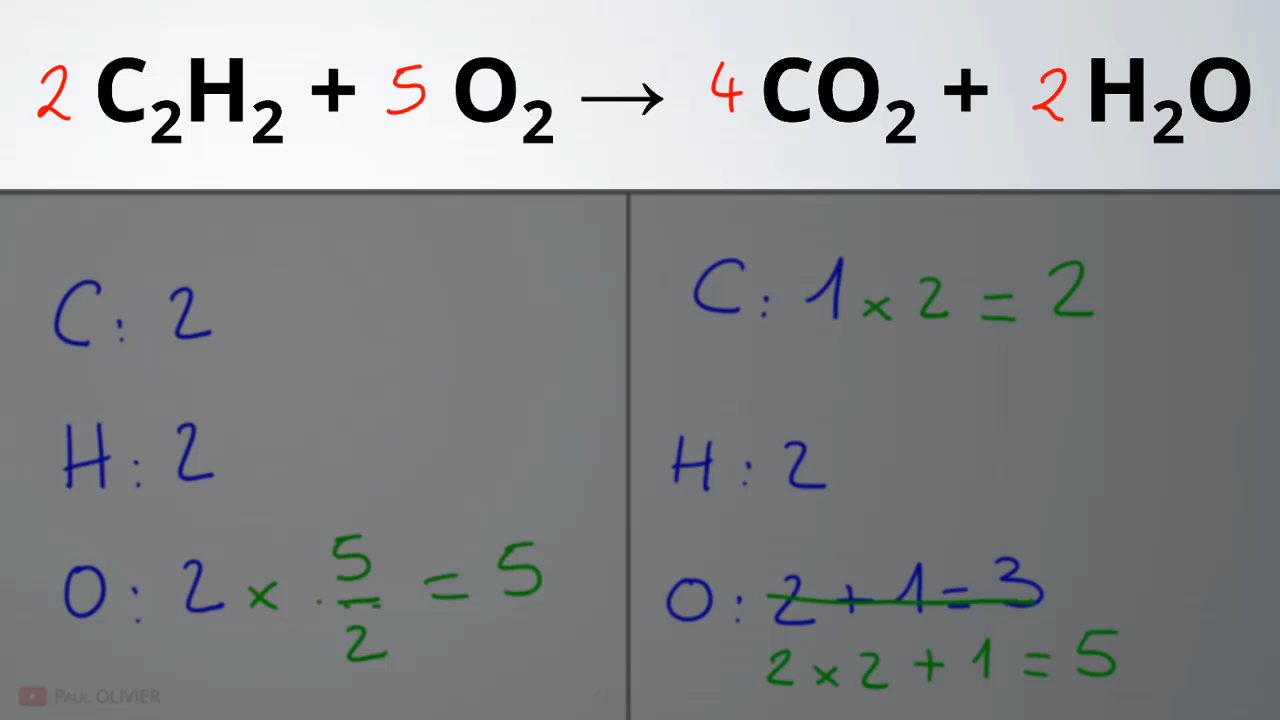 2 C₂H₂ + 5 O₂ → 4 CO₂ + 2 H₂O
C: 2
H: 2
O: 2 × 5/2 = 5
C: 1 × 2 = 2
H: 2
O: 2 + 1 = 3
2 × 2 + 1 = 5
PAUL OLIVIER